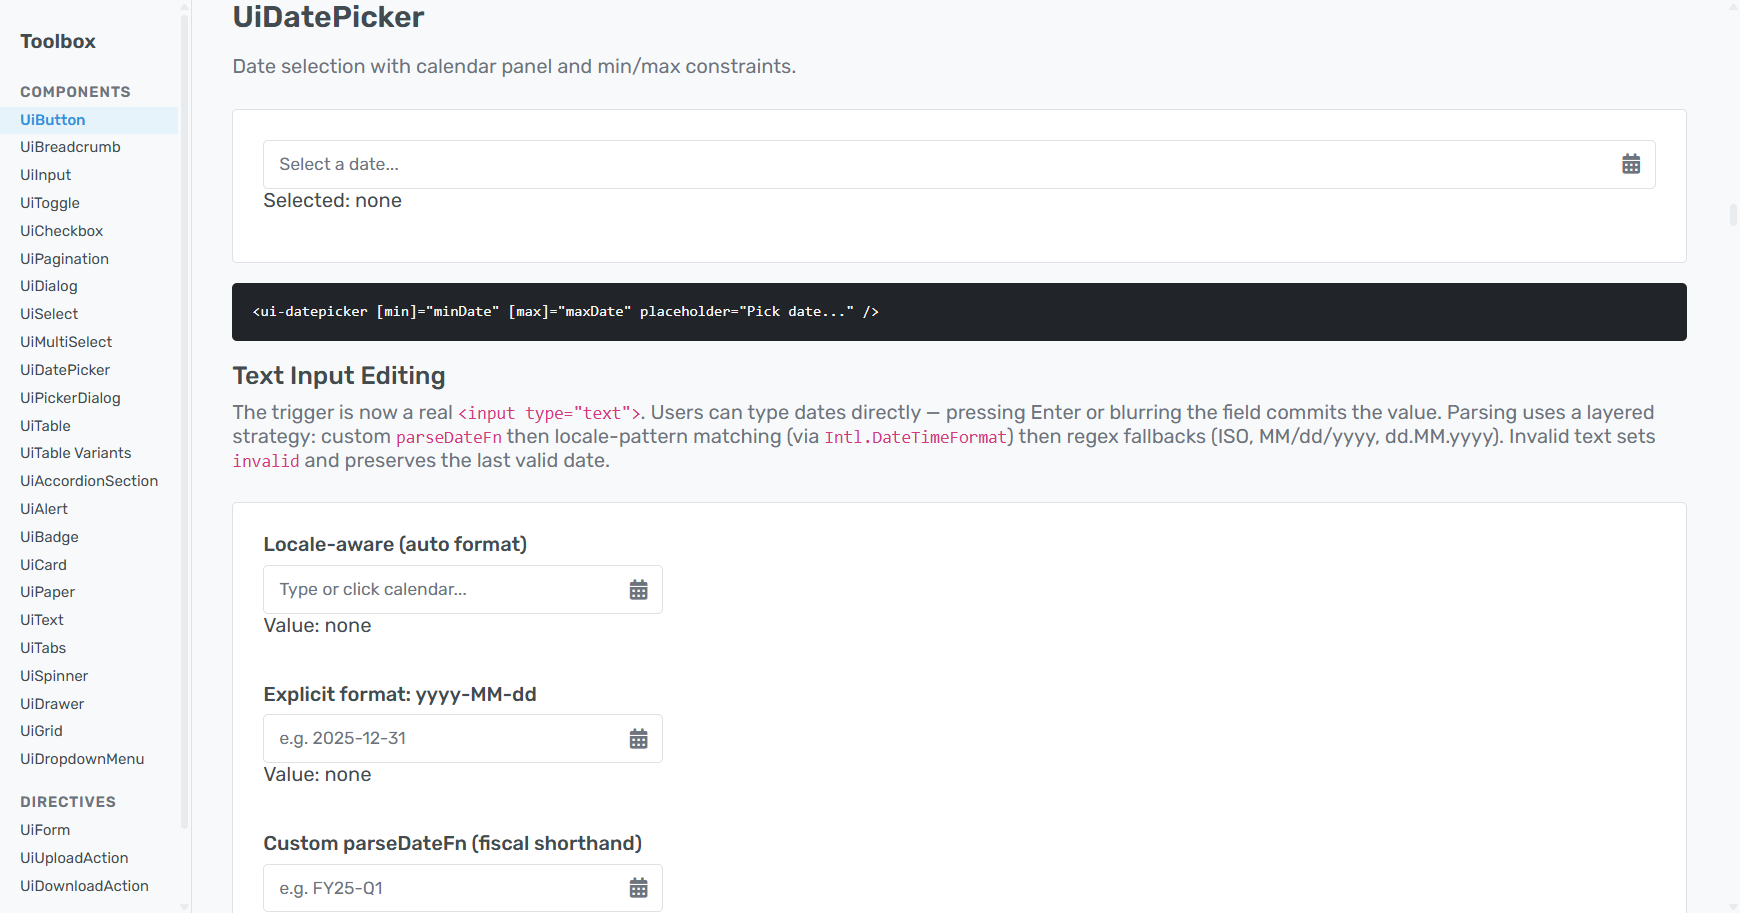 Toolbox
COMPONENTS
UiButton
UiBreadcrumb
UiInput
UiToggle
UiCheckbox
UiPagination
UiDialog
UiSelect
UiMultiSelect
UiDatePicker
UiPickerDialog
UiTable
UiTable Variants
UiAccordionSection
UiAlert
UiBadge
UiCard
UiPaper
UiText
UiTabs
UiSpinner
UiDrawer
UiGrid
UiDropdownMenu
DIRECTIVES
UiForm
UiUploadAction
UiDownloadAction
UiDatePicker
Date selection with calendar panel and min/max constraints.
Select a date...
Selected: none
<ui-datepicker [min]="minDate" [max]="maxDate" placeholder="Pick date..." />
Text Input Editing
The trigger is now a real <input type="text">. Users can type dates directly — pressing Enter or blurring the field commits the value. Parsing uses a layered
strategy: custom parseDateFn then locale-pattern matching (via Intl.DateTimeFormat) then regex fallbacks (ISO, MM/dd/yyyy, dd.MM.yyyy). Invalid text sets
invalid and preserves the last valid date.
Locale-aware (auto format)
Type or click calendar...
Value: none
Explicit format: yyyy-MM-dd
e.g. 2025-12-31
Value: none
Custom parseDateFn (fiscal shorthand)
e.g. FY25-Q1